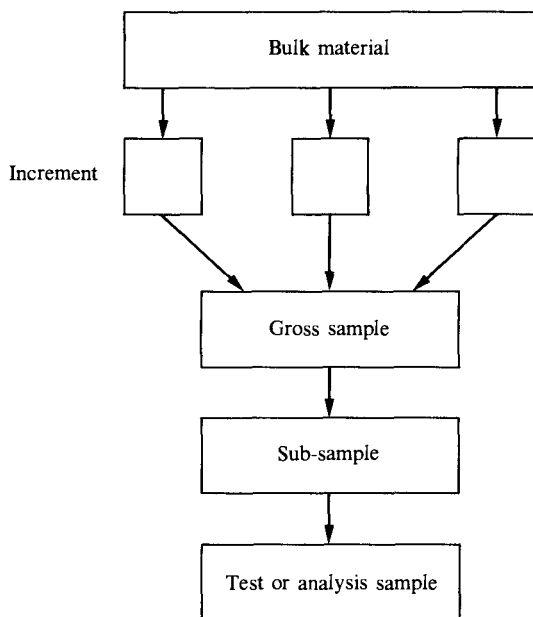 Bulk material
Increment
Gross sample
Sub-sample
Test or analysis sample